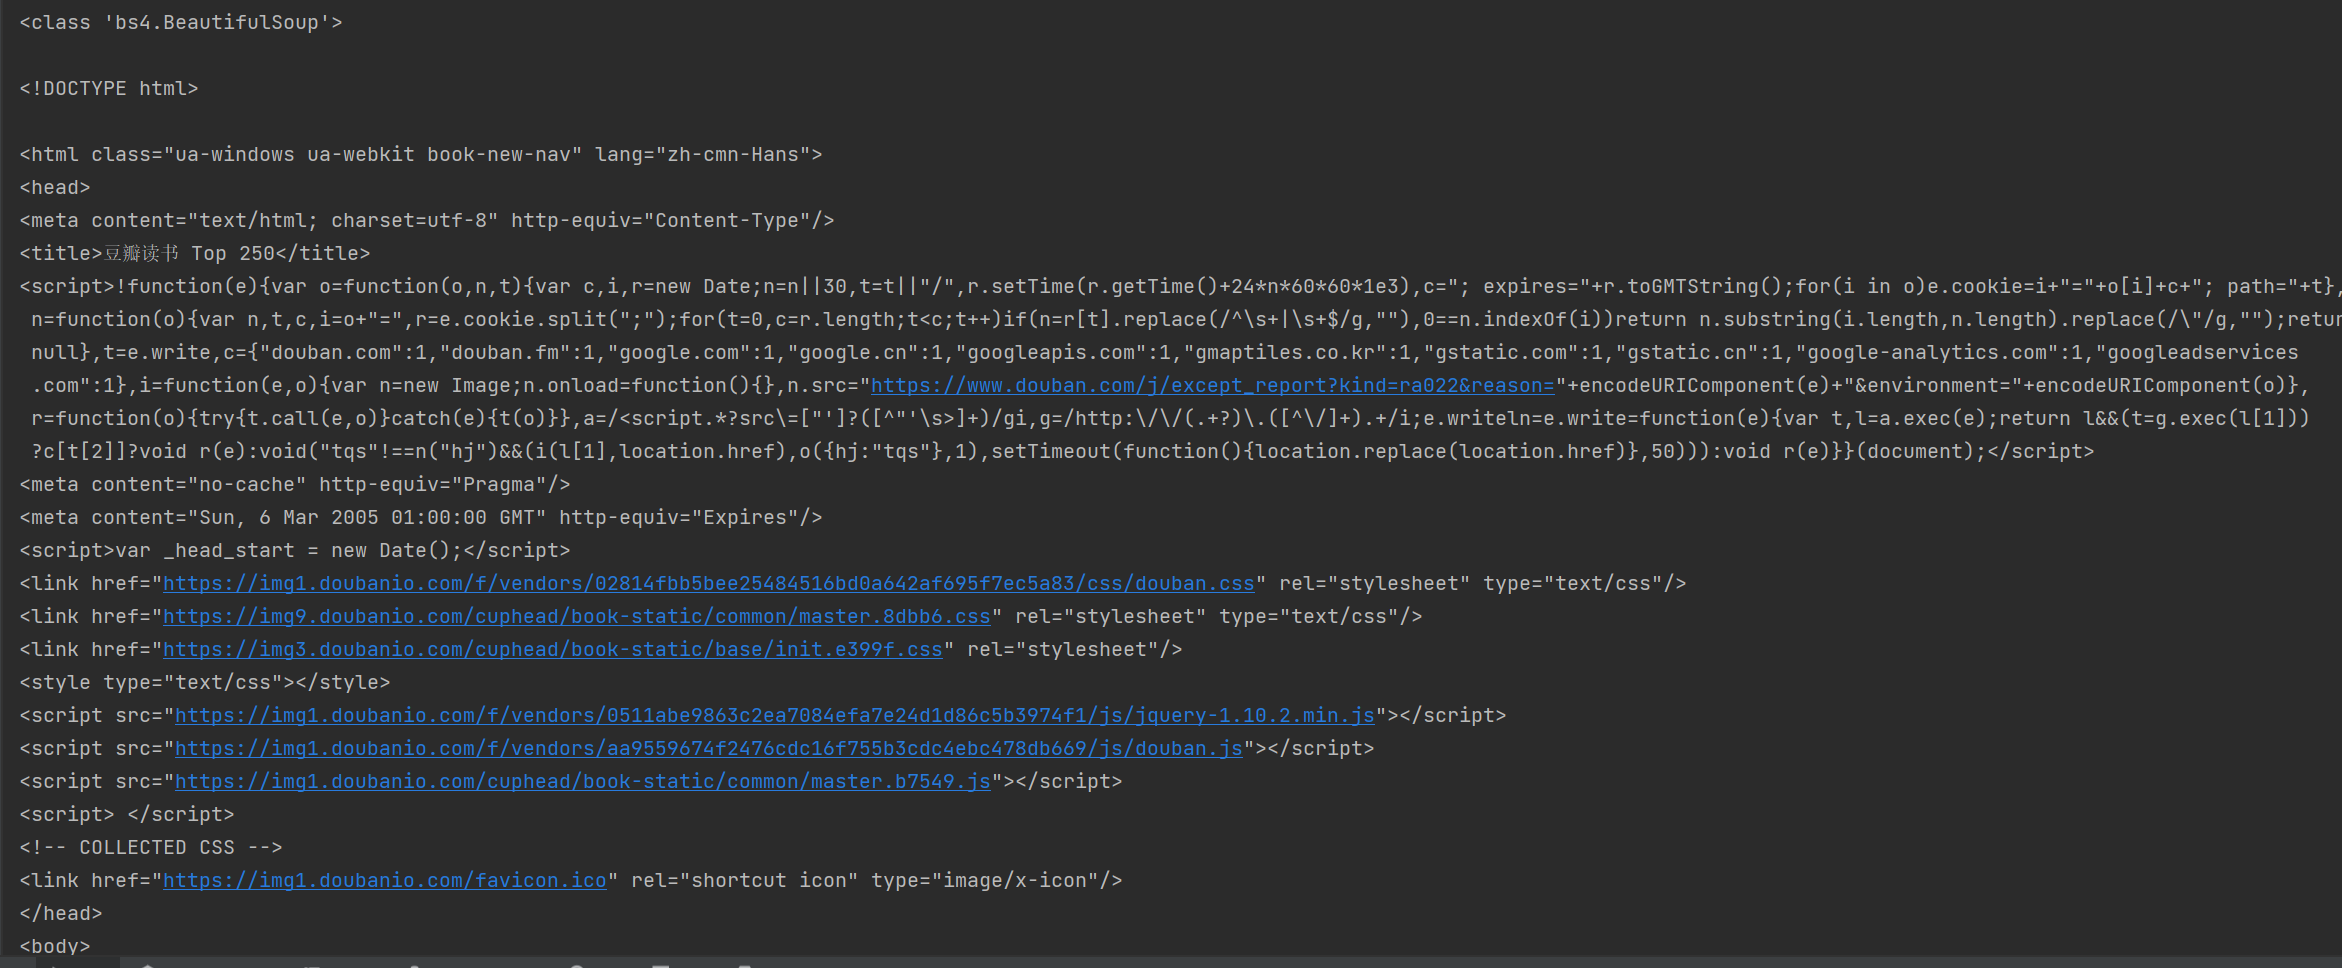 <class 'bs4.BeautifulSoup'>
<!DOCTYPE html>
<html class="ua-windows ua-webkit book-new-nav" lang="zh-cmn-Hans">
<head>
<meta content="text/html; charset=utf-8" http-equiv="Content-Type"/>
<title>豆瓣读书 Top 250</title>
<script>!function(e){var o=function(o,n,t){var c,i,r=new Date;n=n||30,t=t||"/",r.setTime(r.getTime()+24*n*60*60*1e3),c="; expires="+r.toGMTString();for(i in o)e.cookie=i+"="+o[i]+c+"; path="+t},
n=function(o){var n,t,c,i=o+"=",r=e.cookie.split(";");for(t=0,c=r.length;t<c;t++)if(n=r[t].replace(/^\s+|\s+$/g,""),0==n.indexOf(i))return n.substring(i.length,n.length).replace(/\"/g,"");retur
null},t=e.write,c={"douban.com":1,"douban.fm":1,"google.com":1,"google.cn":1,"googleapis.com":1,"gmaptiles.co.kr":1,"gstatic.com":1,"gstatic.cn":1,"google-analytics.com":1,"googleadservices
.com":1},i=function(e,o){var n=new Image;n.onload=function(){},n.src="https://www.douban.com/j/except_report?kind=ra022&reason="+encodeURIComponent(e)+"&environment="+encodeURIComponent(o)},
r=function(o){try{t.call(e,o)}catch(e){t(o)}},a=/<script.*?src\=["']?([^"'\s>]+)/gi,g=/http:\/\/(.+?)\.([^\/]+).+/i;e.writeln=e.write=function(e){var t,l=a.exec(e);return l&&(t=g.exec(l[1]))
?c[t[2]]?void r(e):void("tqs"!==n("hj")&&(i(l[1],location.href),o({hj:"tqs"},1),setTimeout(function(){location.replace(location.href)},50))):void r(e)}}(document);</script>
<meta content="no-cache" http-equiv="Pragma"/>
<meta content="Sun, 6 Mar 2005 01:00:00 GMT" http-equiv="Expires"/>
<script>var _head_start = new Date();</script>
<link href="https://img1.doubanio.com/f/vendors/02814fbb5bee25484516bd0a642af695f7ec5a83/css/douban.css" rel="stylesheet" type="text/css"/>
<link href="https://img9.doubanio.com/cuphead/book-static/common/master.8dbb6.css" rel="stylesheet" type="text/css"/>
<link href="https://img3.doubanio.com/cuphead/book-static/base/init.e399f.css" rel="stylesheet"/>
<style type="text/css"></style>
<script src="https://img1.doubanio.com/f/vendors/0511abe9863c2ea7084efa7e24d1d86c5b3974f1/js/jquery-1.10.2.min.js"></script>
<script src="https://img1.doubanio.com/f/vendors/aa9559674f2476cdc16f755b3cdc4ebc478db669/js/douban.js"></script>
<script src="https://img1.doubanio.com/cuphead/book-static/common/master.b7549.js"></script>
<script> </script>
<!-- COLLECTED CSS -->
<link href="https://img1.doubanio.com/favicon.ico" rel="shortcut icon" type="image/x-icon"/>
</head>
<body>